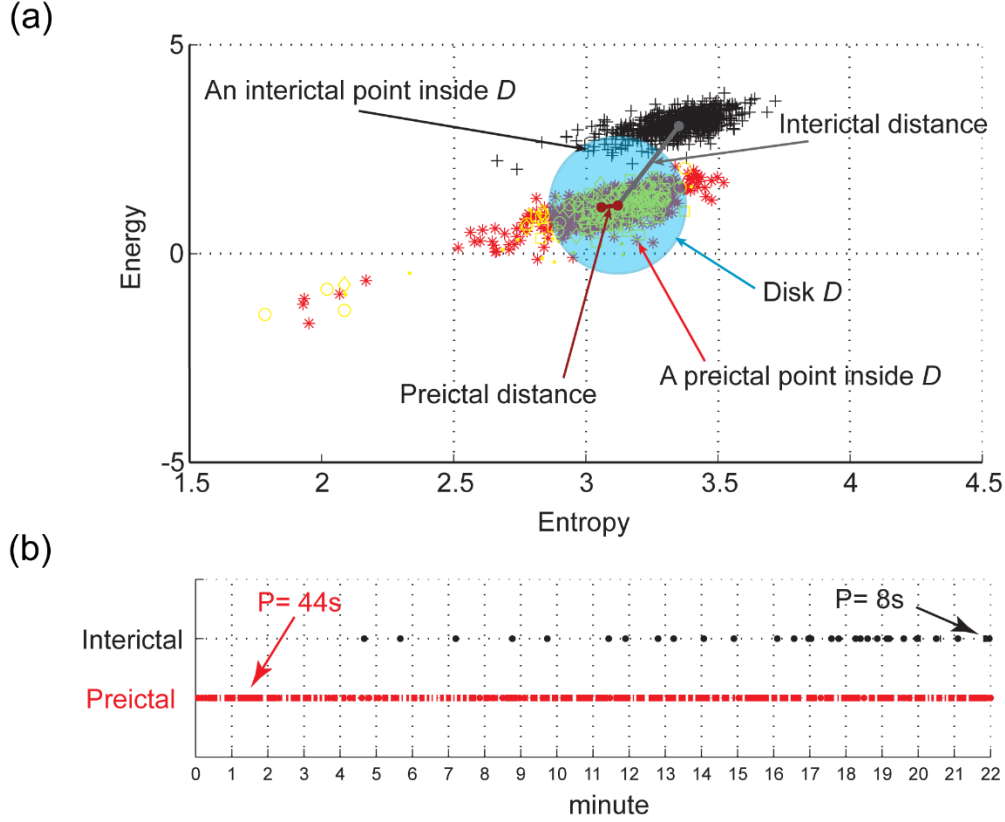 (a)
5
An interictal point inside D
Interictal distance
Energy
0
Disk D
Preictal distance
A preictal point inside D
-5
1.5 2 2.5 3 3.5 4 4.5
Entropy
(b)
P= 44s
P= 8s
Interictal
Preictal
0 1 2 3 4 5 6 7 8 9 10 11 12 13 14 15 16 17 18 19 20 21 22
minute